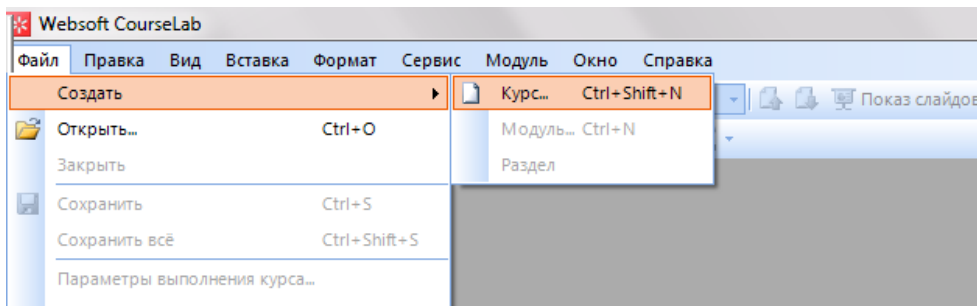 Websoft CourseLab
Файл Правка Вид Вставка Формат Сервис Модуль Окно Справка
Создать
Курс... Ctrl+Shift+N
Показ слайдов
Открыть... Ctrl+O
Модуль... Ctrl+N
Закрыть
Раздел
Сохранить Ctrl+S
Сохранить всё Ctrl+Shift+S
Параметры выполнения курса...